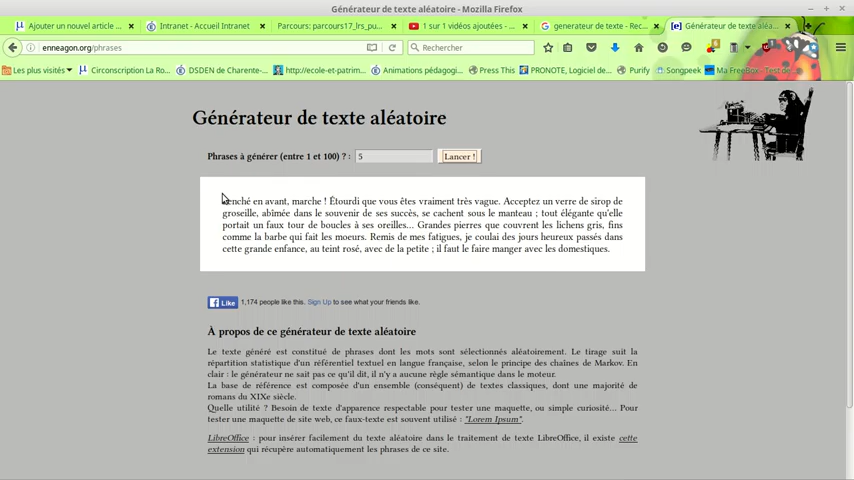 Générateur de texte aléatoire - Mozilla Firefox
Ajouter un nouvel article ... Intranet - Accueil Intranet Parcours: parcours17_lrs_pu... 1 sur 1 vidéos ajoutées - ... generateur de texte - Rec... Générateur de texte aléa...
enneagon.org/phrases Rechercher
Les plus visités Circonscription La Ro... DSDEN de Charente-... http://ecole-et-patrim... Animations pédagogi... Press This PRONOTE, Logiciel de... Purify Songpeek Ma FreeBox - Test de
Générateur de texte aléatoire
Phrases à générer (entre 1 et 100) ? : 5 Lancer !
en avant, marche ! Étourdi que vous êtes vraiment très vague. Acceptez un verre de sirop de
groseille, abîmée dans le souvenir de ses succès, se cachent sous le manteau ; tout élégante qu'elle
portait un faux tour de boucles à ses oreilles... Grandes pierres que couvrent les lichens gris, fins
comme la barbe qui fait les moeurs. Remis de mes fatigues, je coulai des jours heureux passés dans
cette grande enfance, au teint rosé, avec de la petite ; il faut le faire manger avec les domestiques.
Like 1,174 people like this. Sign Up to see what your friends like.
À propos de ce générateur de texte aléatoire
Le texte généré est constitué de phrases dont les mots sont sélectionnés aléatoirement. Le tirage suit la
répartition statistique d'un référentiel textuel en langue française, selon le principe des chaînes de Markov. En
clair : le générateur ne sait pas ce qu'il dit, il n'y a aucune règle sémantique dans le moteur.
La base de référence est composée d'un ensemble (conséquent) de textes classiques, dont une majorité de
romans du XIXe siècle.
Quelle utilité ? Besoin de texte d'apparence respectable pour tester une maquette, ou simple curiosité... Pour
tester une maquette de site web, ce faux-texte est souvent utilisé : "Lorem Ipsum".
LibreOffice : pour insérer facilement du texte aléatoire dans le traitement de texte LibreOffice, il existe cette
extension qui récupère automatiquement les phrases de ce site.